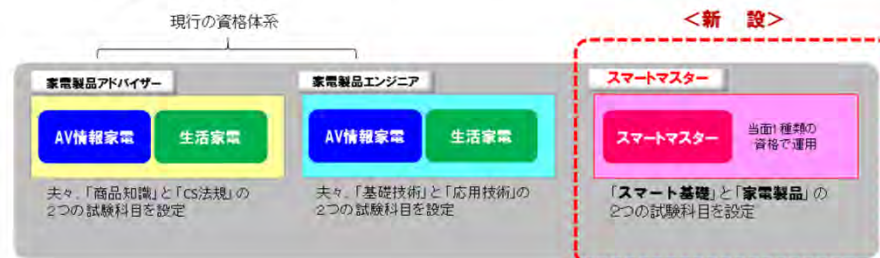 現行の資格体系
＜新　設＞
家電製品アドバイザー
AV情報家電
生活家電
夫々、「商品知識」と「CS法規」の
2つの試験科目を設定
家電製品エンジニア
AV情報家電
生活家電
夫々、「基礎技術」と「応用技術」の
2つの試験科目を設定
スマートマスター
スマートマスター
当面1種類の
資格で運用
「スマート基礎」と「家電製品」の
2つの試験科目を設定